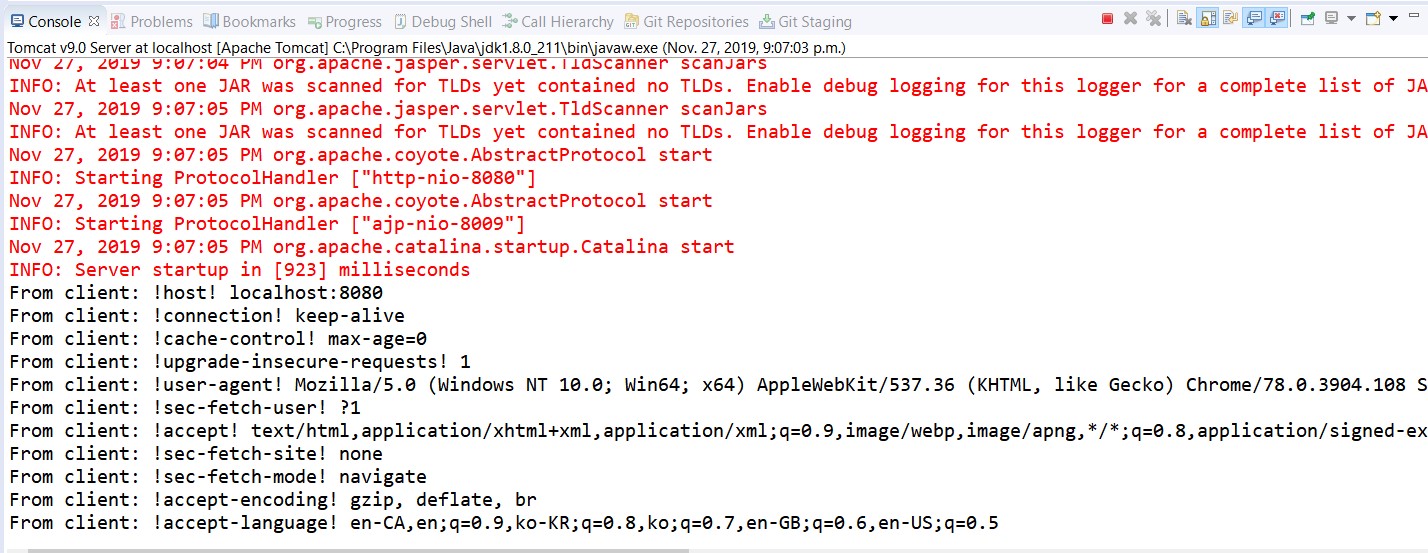 Console Problems Bookmarks Progress Debug Shell Call Hierarchy Git Repositories Git Staging
Tomcat v9.0 Server at localhost [Apache Tomcat] C:\Program Files\Java\jdk1.8.0_211\bin\javaw.exe (Nov. 27, 2019, 9:07:03 p.m.)
Nov 27, 2019 9:07:04 PM org.apache.jasper.servlet.TldScanner scanJars
INFO: At least one JAR was scanned for TLDs yet contained no TLDs. Enable debug logging for this logger for a complete list of JA
Nov 27, 2019 9:07:05 PM org.apache.jasper.servlet.TldScanner scanJars
INFO: At least one JAR was scanned for TLDs yet contained no TLDs. Enable debug logging for this logger for a complete list of JA
Nov 27, 2019 9:07:05 PM org.apache.coyote.AbstractProtocol start
INFO: Starting ProtocolHandler ["http-nio-8080"]
Nov 27, 2019 9:07:05 PM org.apache.coyote.AbstractProtocol start
INFO: Starting ProtocolHandler ["ajp-nio-8009"]
Nov 27, 2019 9:07:05 PM org.apache.catalina.startup.Catalina start
INFO: Server startup in [923] milliseconds
From client: !host! localhost:8080
From client: !connection! keep-alive
From client: !cache-control! max-age=0
From client: !upgrade-insecure-requests! 1
From client: !user-agent! Mozilla/5.0 (Windows NT 10.0; Win64; x64) AppleWebKit/537.36 (KHTML, like Gecko) Chrome/78.0.3904.108 S
From client: !sec-fetch-user! ?1
From client: !accept! text/html,application/xhtml+xml,application/xml;q=0.9,image/webp,image/apng,*/*;q=0.8,application/signed-ex
From client: !sec-fetch-site! none
From client: !sec-fetch-mode! navigate
From client: !accept-encoding! gzip, deflate, br
From client: !accept-language! en-CA,en;q=0.9,ko-KR;q=0.8,ko;q=0.7,en-GB;q=0.6,en-US;q=0.5